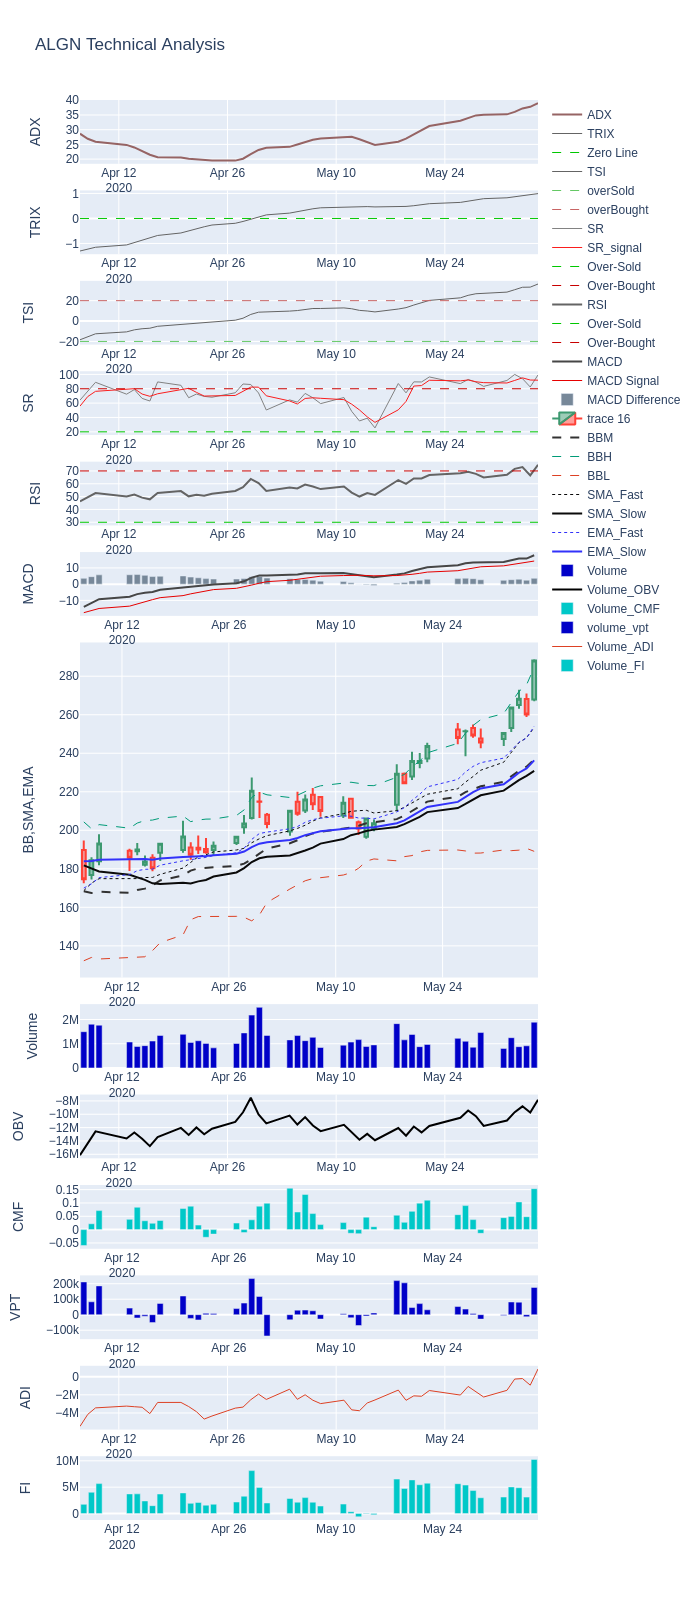 ALGN Technical Analysis
ADX
40
35
30
25
20
Apr 12
2020
Apr 26
May 10
May 24
TRIX
1
0
−1
Apr 12
2020
Apr 26
May 10
May 24
TSI
20
0
−20
Apr 12
2020
Apr 26
May 10
May 24
SR
100
80
60
40
20
Apr 12
2020
Apr 26
May 10
May 24
RSI
70
60
50
40
30
Apr 12
2020
Apr 26
May 10
May 24
MACD
10
0
−10
Apr 12
2020
Apr 26
May 10
May 24
BB,SMA,EMA
280
260
240
220
200
180
160
140
Apr 12
2020
Apr 26
May 10
May 24
Volume
2M
1M
0
Apr 12
2020
Apr 26
May 10
May 24
OBV
−8M
−10M
−12M
−14M
−16M
Apr 12
2020
Apr 26
May 10
May 24
CMF
0.15
0.1
0.05
0
−0.05
Apr 12
2020
Apr 26
May 10
May 24
VPT
200k
100k
0
−100k
Apr 12
2020
Apr 26
May 10
May 24
ADI
0
−2M
−4M
Apr 12
2020
Apr 26
May 10
May 24
FI
10M
5M
0
Apr 12
2020
Apr 26
May 10
May 24
ADX
TRIX
Zero Line
TSI
overSold
overBought
SR
SR_signal
Over-Sold
Over-Bought
RSI
Over-Sold
Over-Bought
MACD
MACD Signal
MACD Difference
trace 16
BBM
BBH
BBL
SMA_Fast
SMA_Slow
EMA_Fast
EMA_Slow
Volume
Volume_OBV
Volume_CMF
volume_vpt
Volume_ADI
Volume_FI